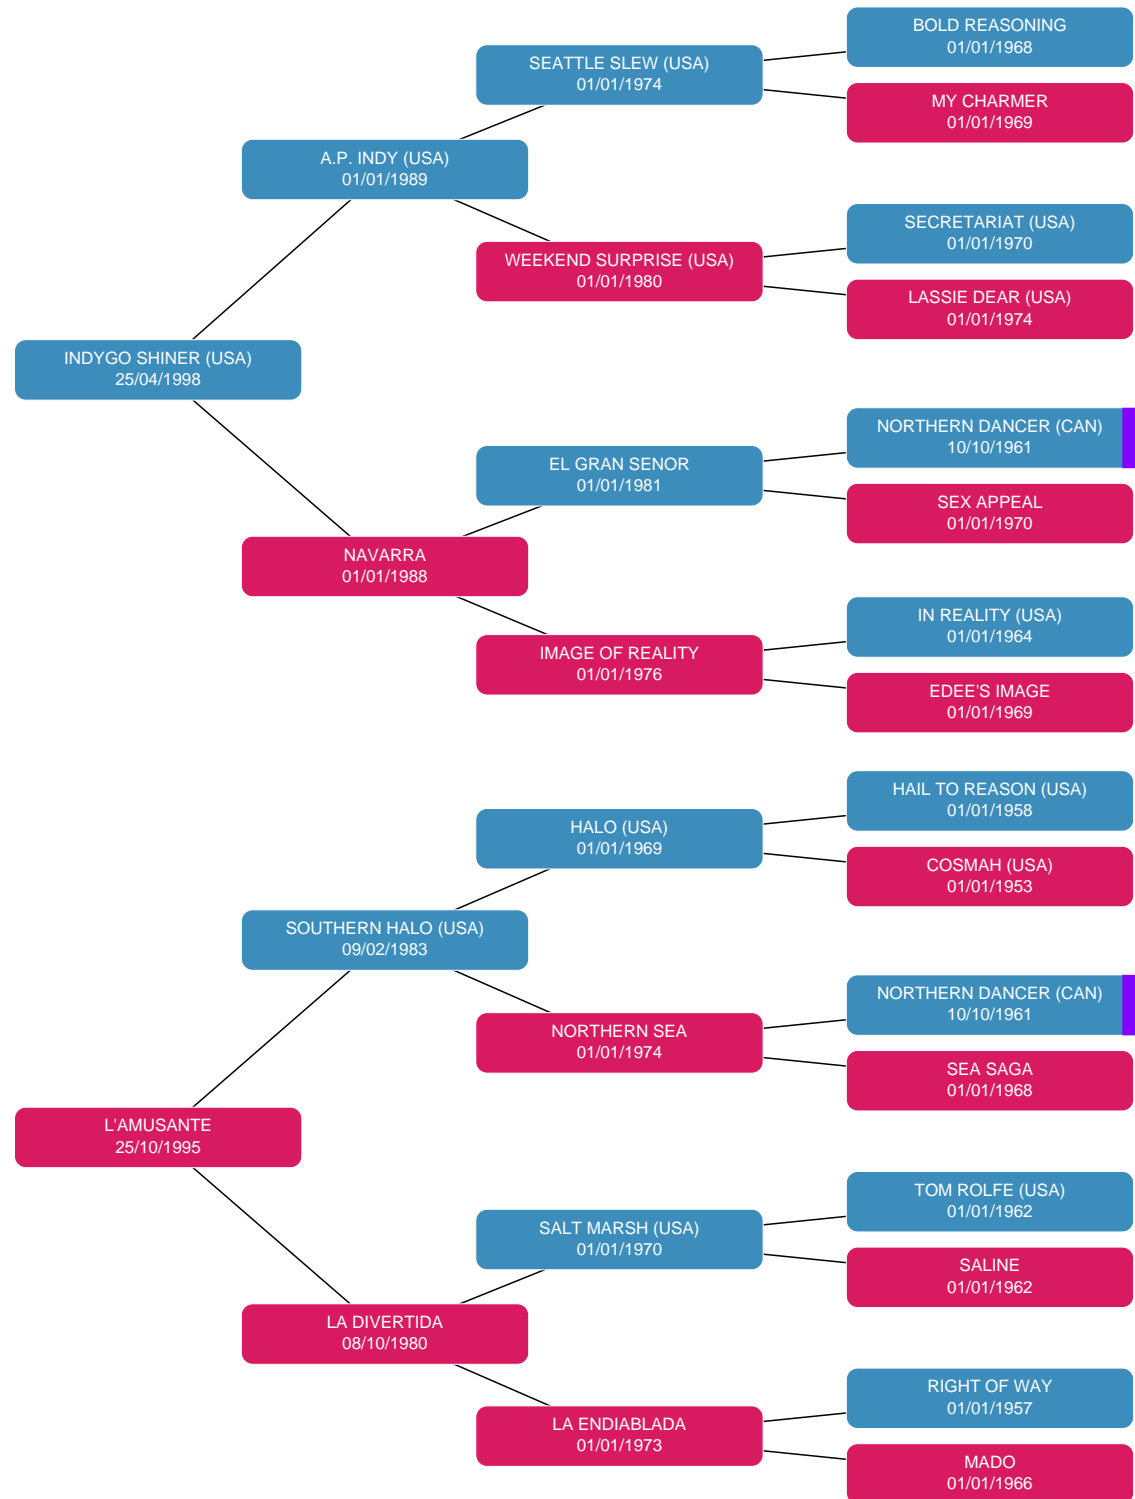 BOLD REASONING
01/01/1968
SEATTLE SLEW (USA)
01/01/1974
MY CHARMER
01/01/1969
A.P. INDY (USA)
01/01/1989
SECRETARIAT (USA)
01/01/1970
WEEKEND SURPRISE (USA)
01/01/1980
LASSIE DEAR (USA)
01/01/1974
INDYGO SHINER (USA)
25/04/1998
NORTHERN DANCER (CAN)
10/10/1961
EL GRAN SENOR
01/01/1981
SEX APPEAL
01/01/1970
NAVARRA
01/01/1988
IN REALITY (USA)
01/01/1964
IMAGE OF REALITY
01/01/1976
EDEE'S IMAGE
01/01/1969
HAIL TO REASON (USA)
01/01/1958
HALO (USA)
01/01/1969
COSMAH (USA)
01/01/1953
SOUTHERN HALO (USA)
09/02/1983
NORTHERN DANCER (CAN)
10/10/1961
NORTHERN SEA
01/01/1974
SEA SAGA
01/01/1968
L'AMUSANTE
25/10/1995
TOM ROLFE (USA)
01/01/1962
SALT MARSH (USA)
01/01/1970
SALINE
01/01/1962
LA DIVERTIDA
08/10/1980
RIGHT OF WAY
01/01/1957
LA ENDIABLADA
01/01/1973
MADO
01/01/1966